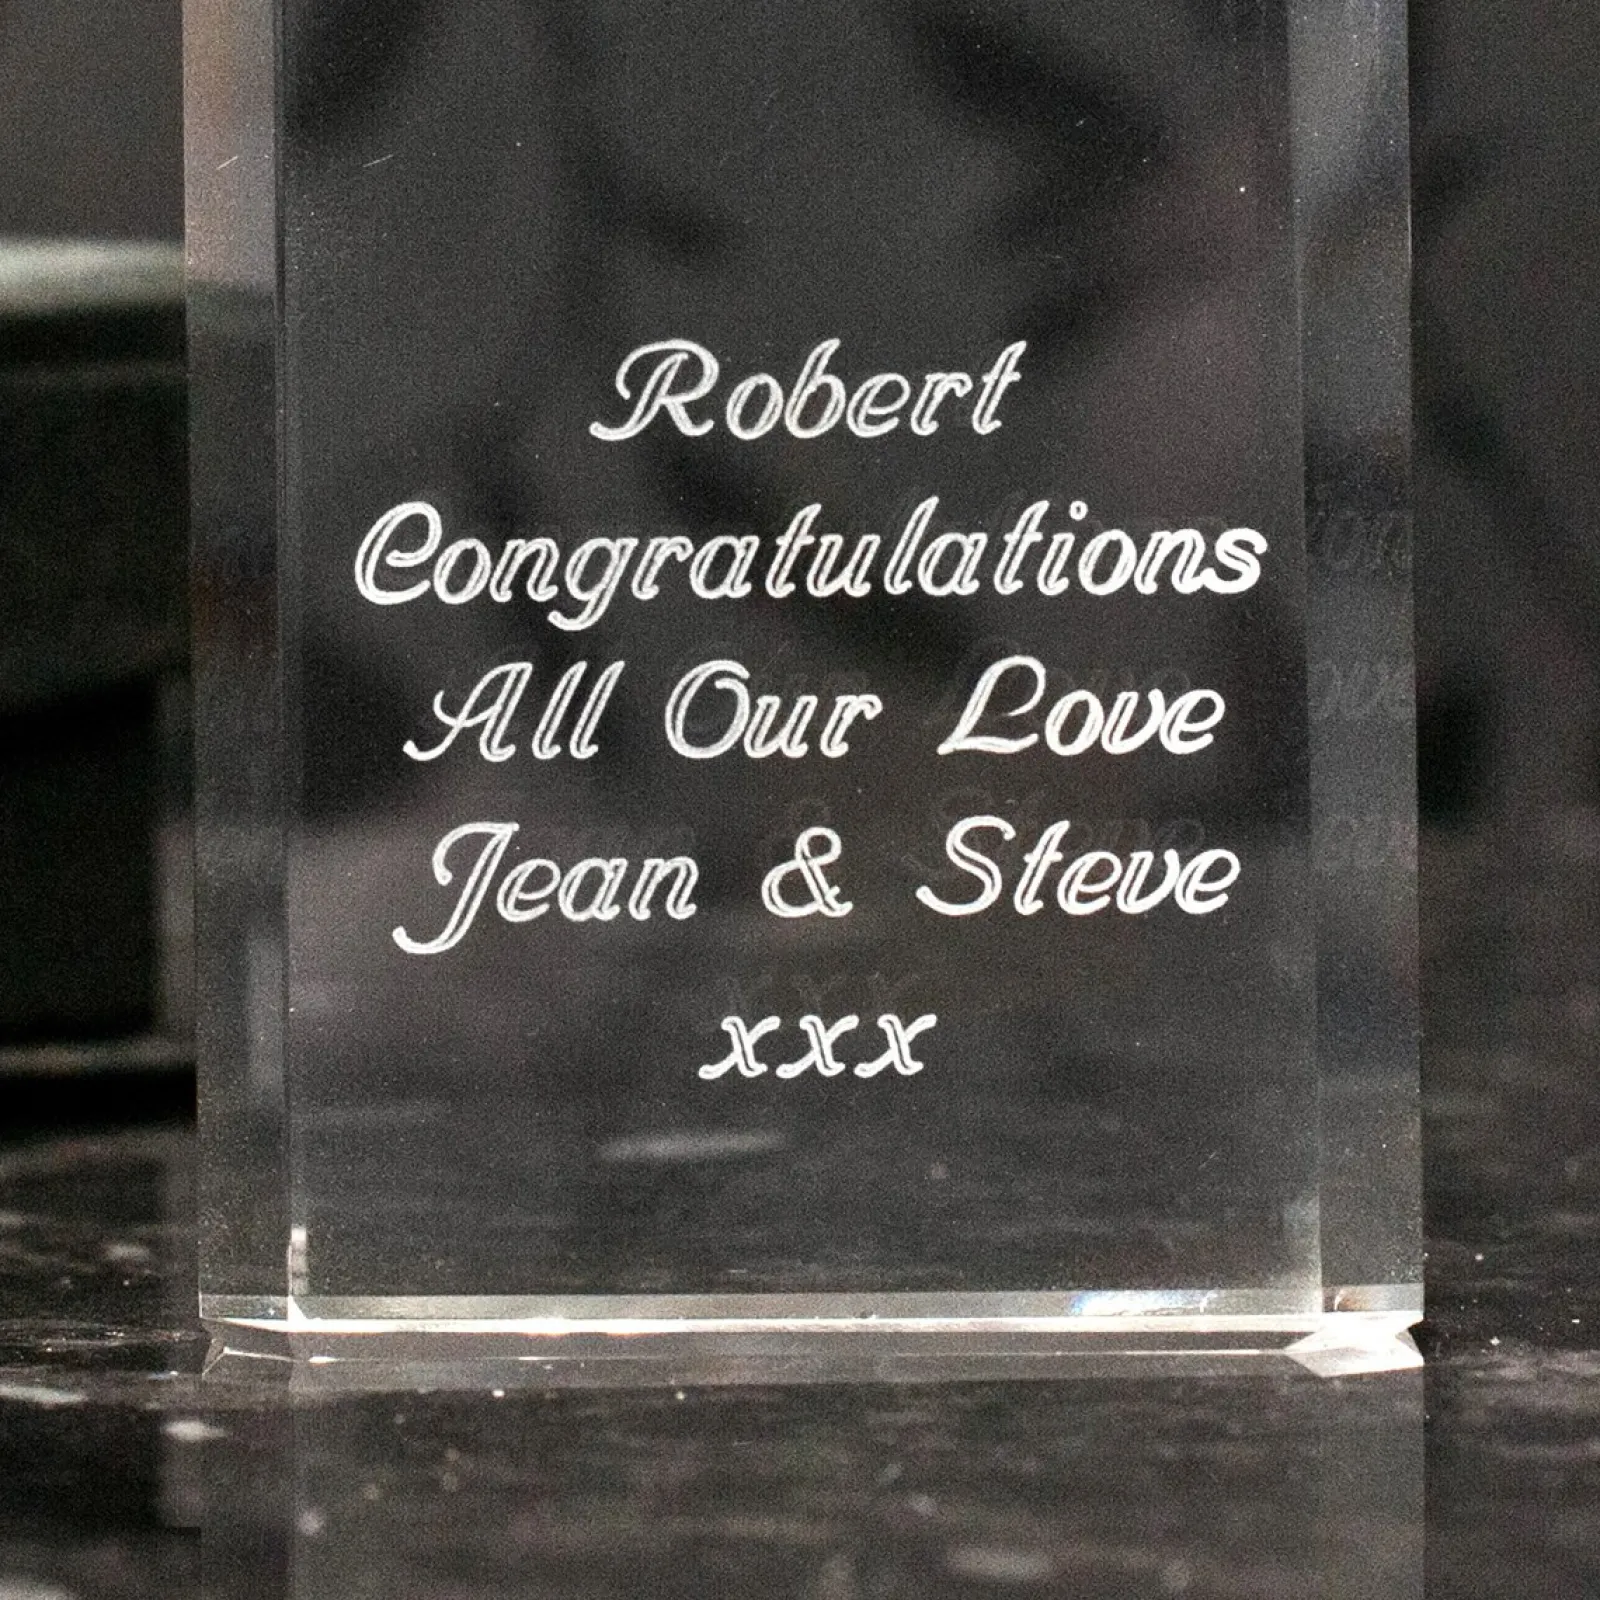 Robert
Congratulations
All Our Love
Jean & Steve
xxx